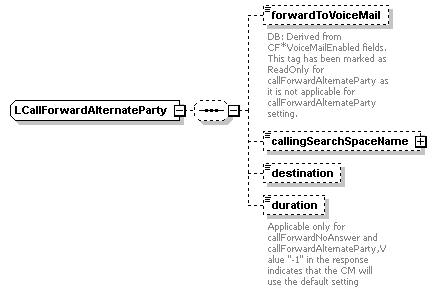 forwardToVoiceMail
DB: Derived from
CF*VoiceMailEnabled fields.
This tag has been marked as
ReadOnly for
callForwardAlternateParty as
it is not applicable for
callForwardAlternateParty
setting.
LCallForwardAlternateParty
callingSearchSpaceName
destination
duration
Applicable only for
callForwardNoAnswer and
callForwardAlternateParty,V
alue "-1" in the response
indicates that the CM will
use the default setting